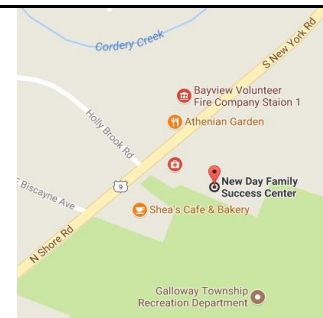 Cordery Creek
S New York Rd
Bayview Volunteer
Fire Company Staion 1
Athenian Garden
Holly Brook Rd
New Day Family
Success Center
9
E Biscayne Ave
Shea's Cafe & Bakery
N Shore Rd
Galloway Township
Recreation Department